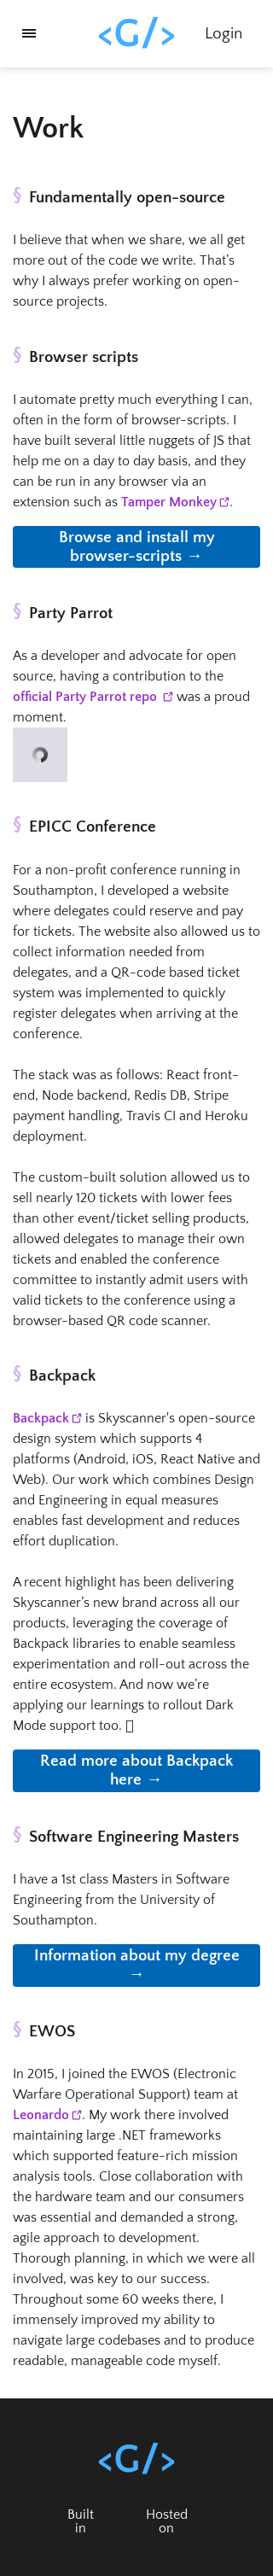 <G/>
Login
Work
§ Fundamentally open-source
I believe that when we share, we all get
more out of the code we write. That's
why I always prefer working on open-
source projects.
§ Browser scripts
I automate pretty much everything I can,
often in the form of browser-scripts. I
have built several little nuggets of JS that
help me on a day to day basis, and they
can be run in any browser via an
extension such as Tamper Monkey.
Browse and install my
browser-scripts →
§ Party Parrot
As a developer and advocate for open
source, having a contribution to the
official Party Parrot repo was a proud
moment.
§ EPICC Conference
For a non-profit conference running in
Southampton, I developed a website
where delegates could reserve and pay
for tickets. The website also allowed us to
collect information needed from
delegates, and a QR-code based ticket
system was implemented to quickly
register delegates when arriving at the
conference.
The stack was as follows: React front-
end, Node backend, Redis DB, Stripe
payment handling, Travis CI and Heroku
deployment.
The custom-built solution allowed us to
sell nearly 120 tickets with lower fees
than other event/ticket selling products,
allowed delegates to manage their own
tickets and enabled the conference
committee to instantly admit users with
valid tickets to the conference using a
browser-based QR code scanner.
§ Backpack
Backpack is Skyscanner's open-source
design system which supports 4
platforms (Android, iOS, React Native and
Web). Our work which combines Design
and Engineering in equal measures
enables fast development and reduces
effort duplication.
A recent highlight has been delivering
Skyscanner's new brand across all our
products, leveraging the coverage of
Backpack libraries to enable seamless
experimentation and roll-out across the
entire ecosystem. And now we're
applying our learnings to rollout Dark
Mode support too.
Read more about Backpack
here →
§ Software Engineering Masters
I have a 1st class Masters in Software
Engineering from the University of
Southampton.
Information about my degree
→
§ EWOS
In 2015, I joined the EWOS (Electronic
Warfare Operational Support) team at
Leonardo. My work there involved
maintaining large .NET frameworks
which supported feature-rich mission
analysis tools. Close collaboration with
the hardware team and our consumers
was essential and demanded a strong,
agile approach to development.
Thorough planning, in which we were all
involved, was key to our success.
Throughout some 60 weeks there, I
immensely improved my ability to
navigate large codebases and to produce
readable, manageable code myself.
<G/>
Built
in
Hosted
on